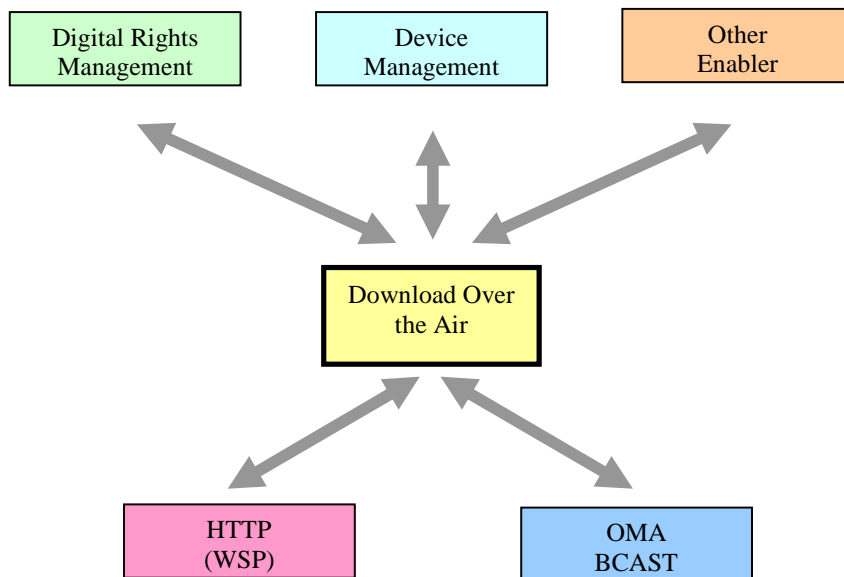 Digital Rights
Management
Device
Management
Other
Enabler
Download Over
the Air
HTTP
(WSP)
OMA
BCAST